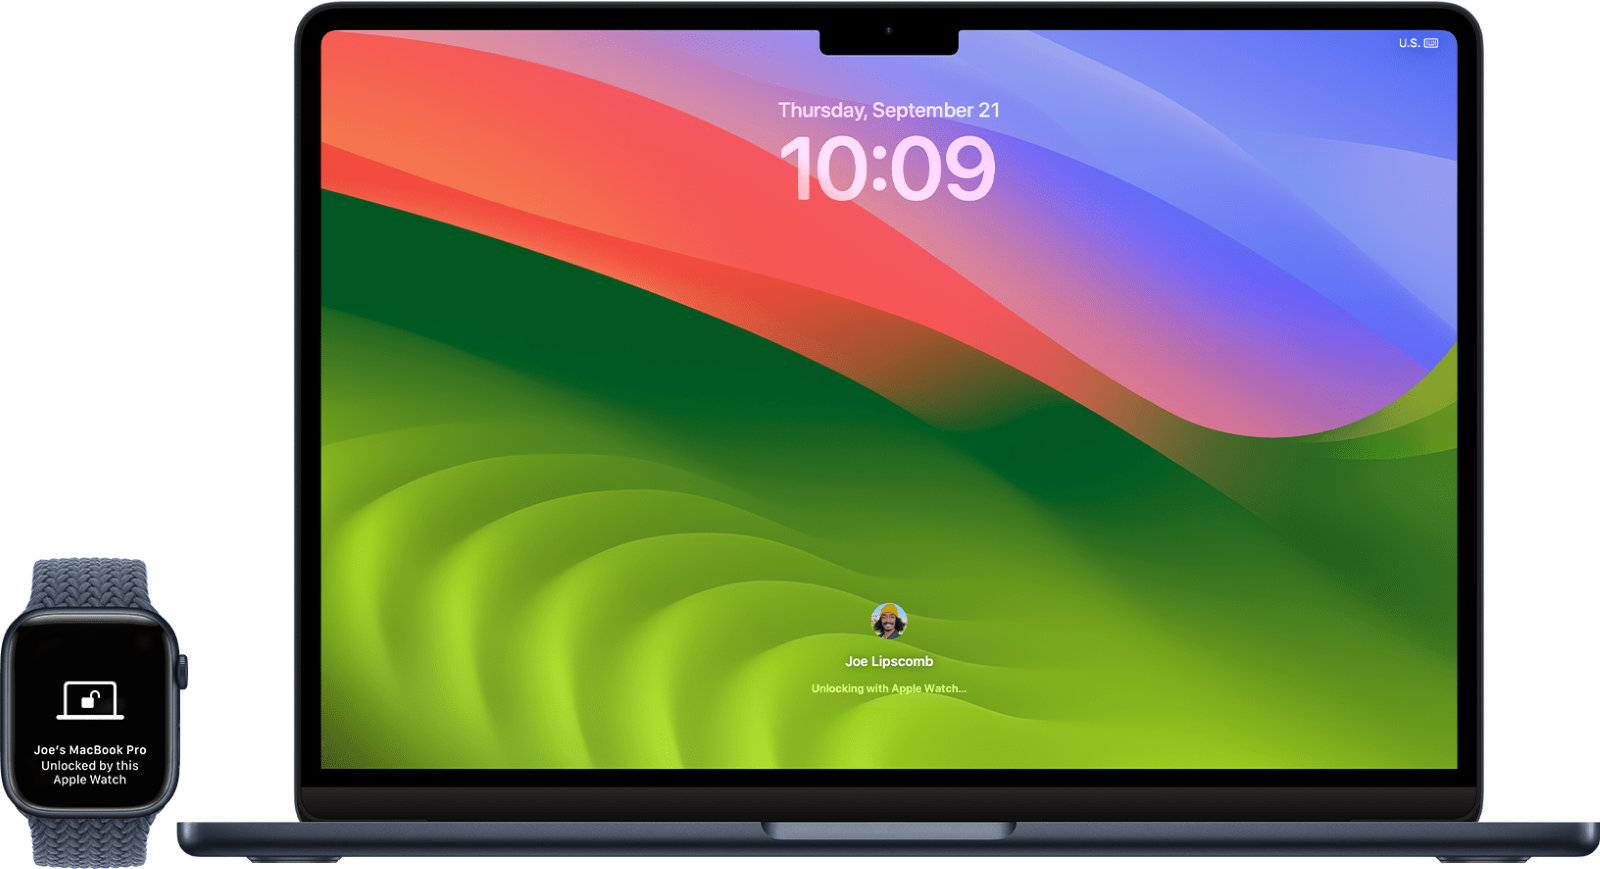 U.S.
Thursday, September 21
10:09
Joe Lipscomb
Unlocking with Apple Watch...
Joe's MacBook Pro
Unlocked by this
Apple Watch